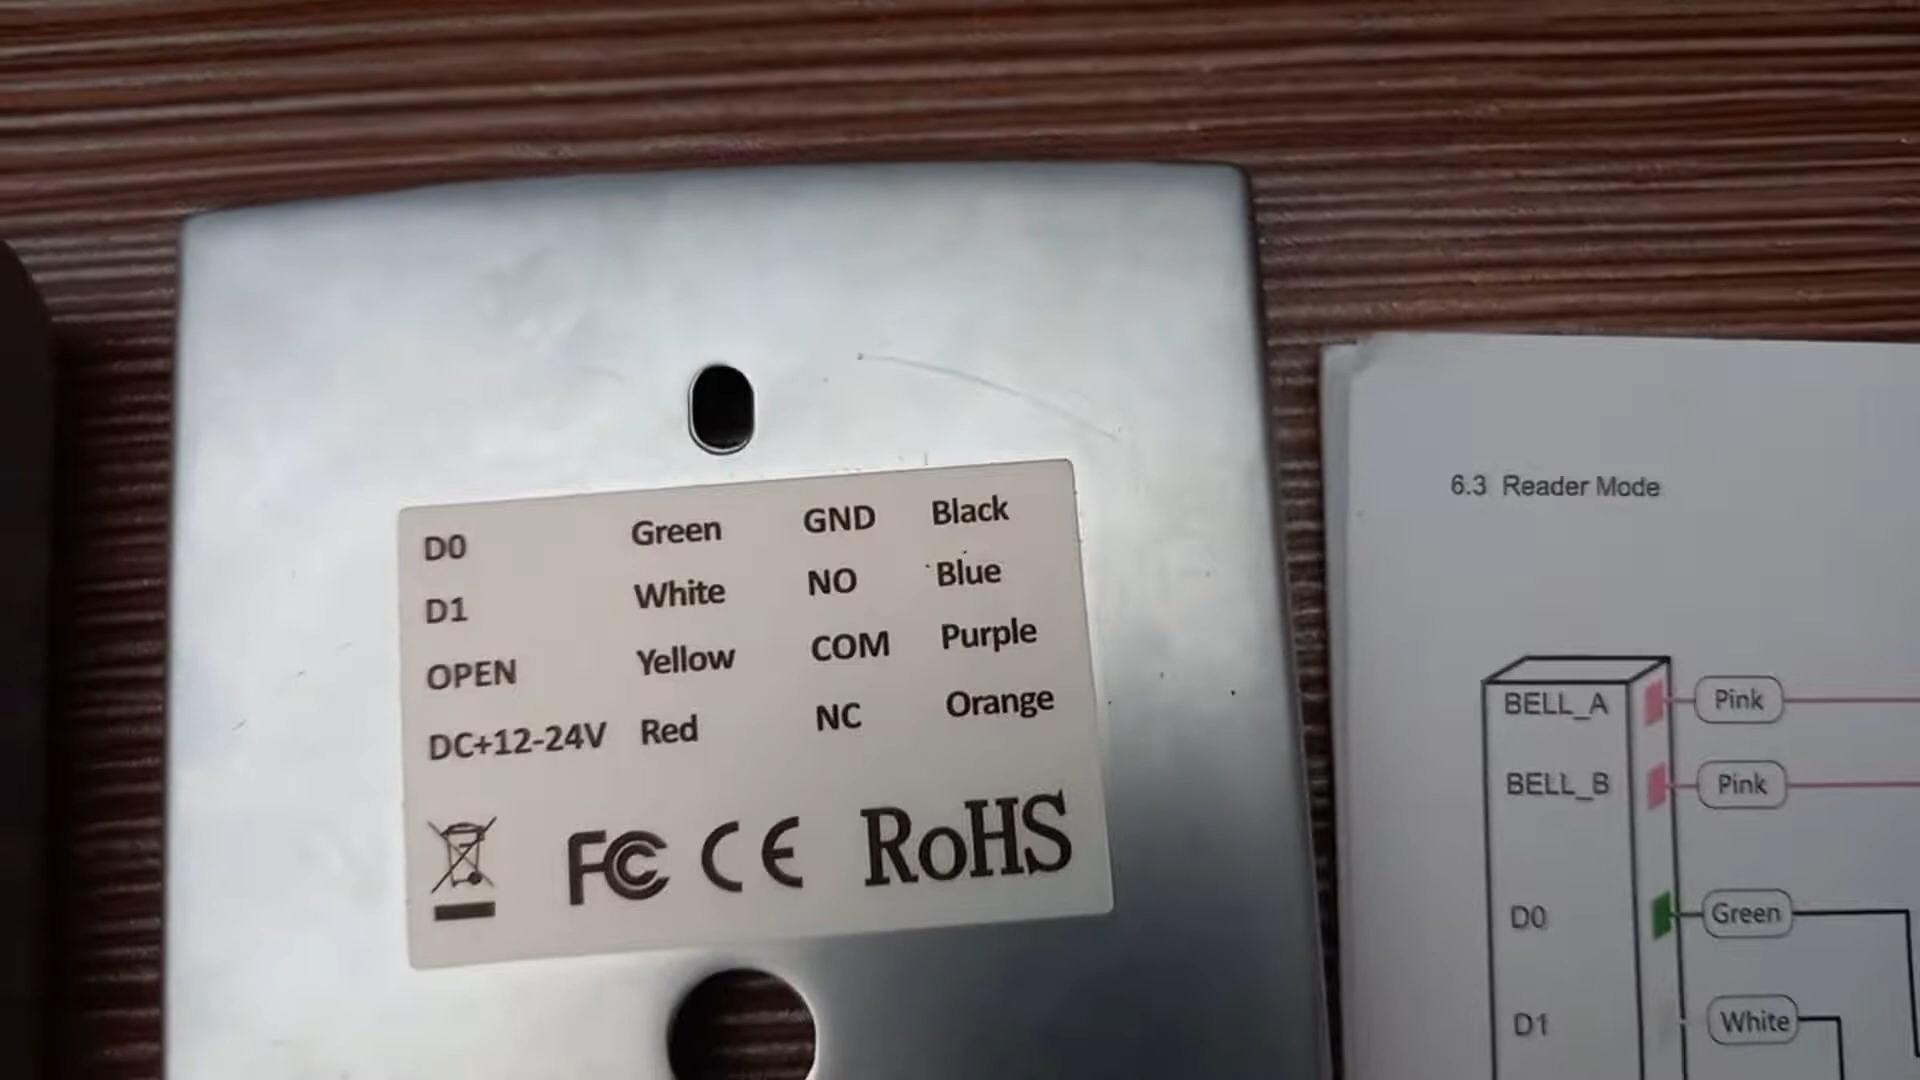 D0 Green GND Black
D1 White NO Blue
OPEN Yellow COM Purple
DC+12-24V Red NC Orange
FC CE RoHS
6.3 Reader Mode
BELL_A Pink
BELL_B Pink
D0 Green
D1 White